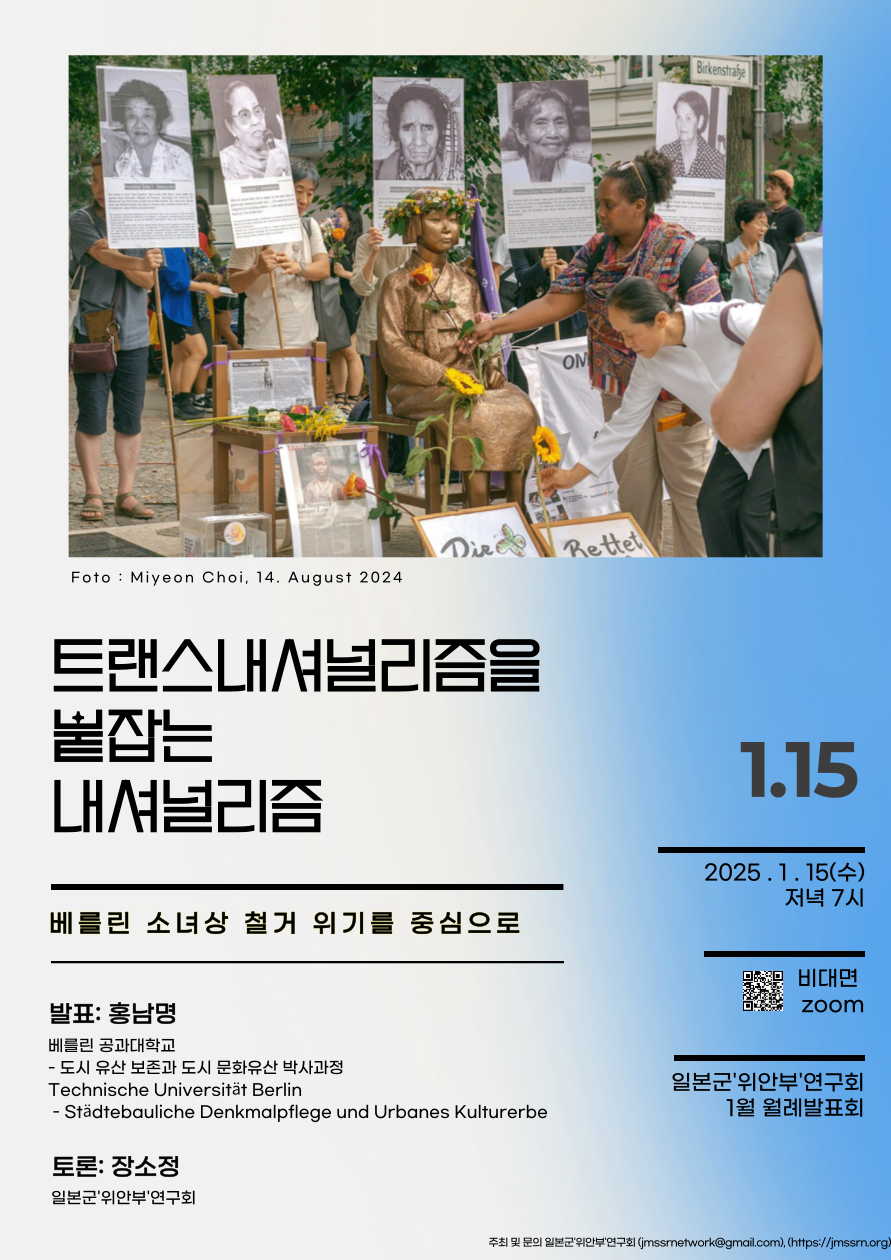 Birkenstraße
OM
Die
Rettet
Foto : Miyeon Choi, 14. August 2024
트랜스내셔널리즘을
붙잡는
내셔널리즘
1.15
2025 . 1 . 15(수)
저녁 7시
베를린 소녀상 철거 위기를 중심으로
비대면
zoom
발표: 홍남명
베를린 공과대학교
- 도시 유산 보존과 도시 문화유산 박사과정
Technische Universität Berlin
- Städtebauliche Denkmalpflege und Urbanes Kulturerbe
일본군'위안부'연구회
1월 월례발표회
토론: 장소정
일본군'위안부'연구회
주최 및 문의 일본군'위안부'연구회 (jmssrnetwork@gmail.com), (https://jmssrn.org)